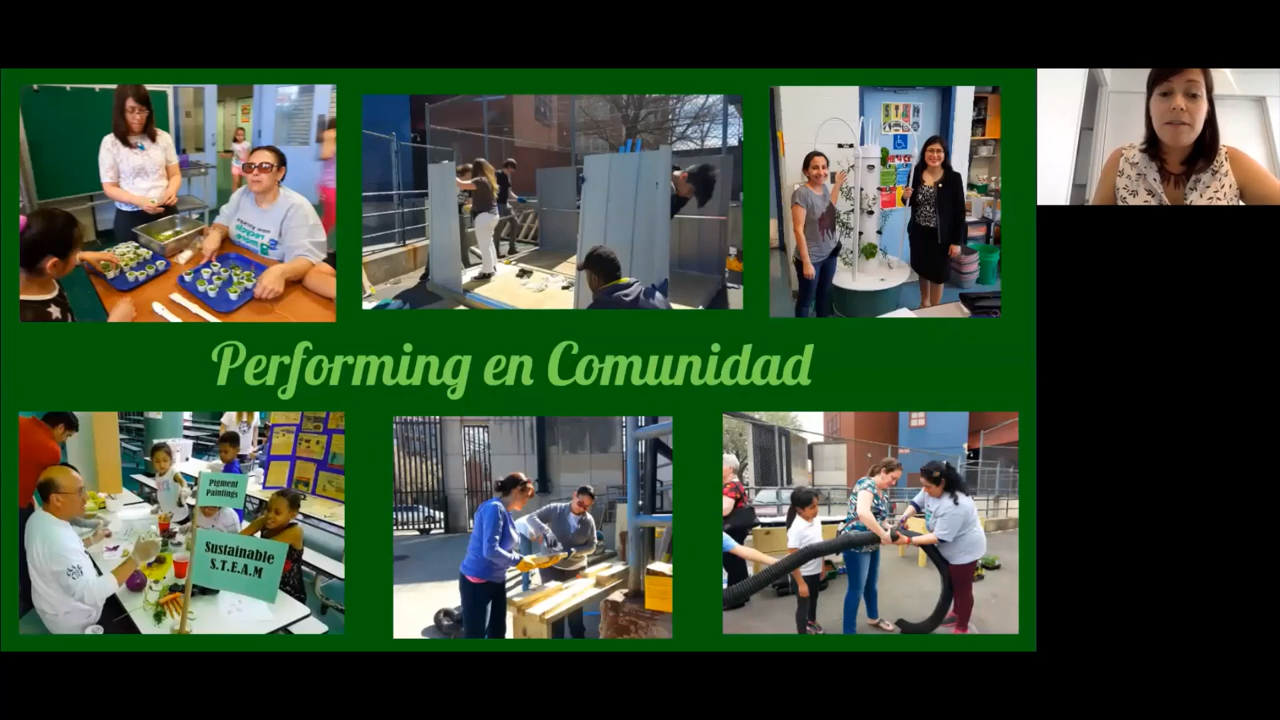 Performing en Comunidad
Pigment
Paintings
Sustainable
S.T.E.A.M